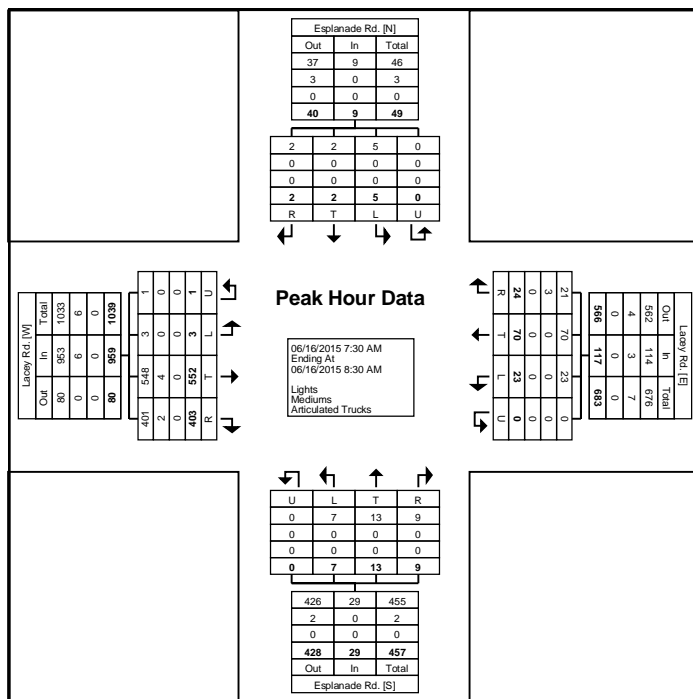 Esplanade Rd. [N]
Out In Total
37 9 46
3 0 3
0 0 0
40 9 49
2 2 5 0
0 0 0 0
0 0 0 0
2 2 5 0
R T L U
Lacey Rd. [W]
Total In Out
1033 953 80
6 6 0
0 0 0
1039 959 80
1 3 548 401
0 0 4 2
0 0 0 0
1 3 552 403
U L T R
Peak Hour Data
06/16/2015 7:30 AM
Ending At
06/16/2015 8:30 AM
Lights
Mediums
Articulated Trucks
R T L U
24 70 23 0
0 0 0 0
3 0 0 0
21 70 23 0
566 117 683
0 0 0
4 3 7
562 114 676
Out In Total
Lacey Rd. [E]
U L T R
0 7 13 9
0 0 0 0
0 0 0 0
0 7 13 9
426 29 455
2 0 2
0 0 0
428 29 457
Out In Total
Esplanade Rd. [S]